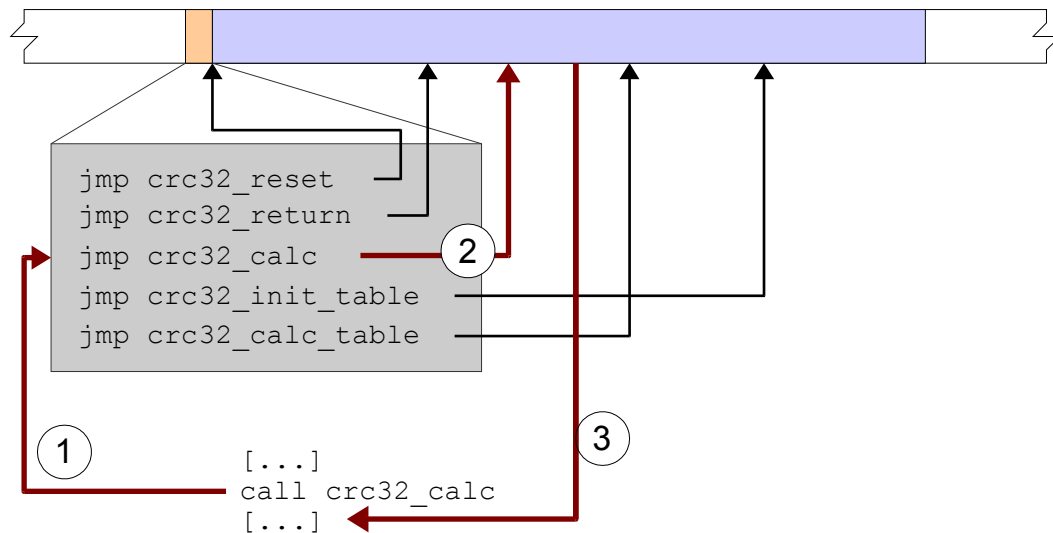 jmp crc32_reset
jmp crc32_return
jmp crc32_calc
2
jmp crc32_init_table
jmp crc32_calc_table
1
3
[...]
call crc32_calc
[...]